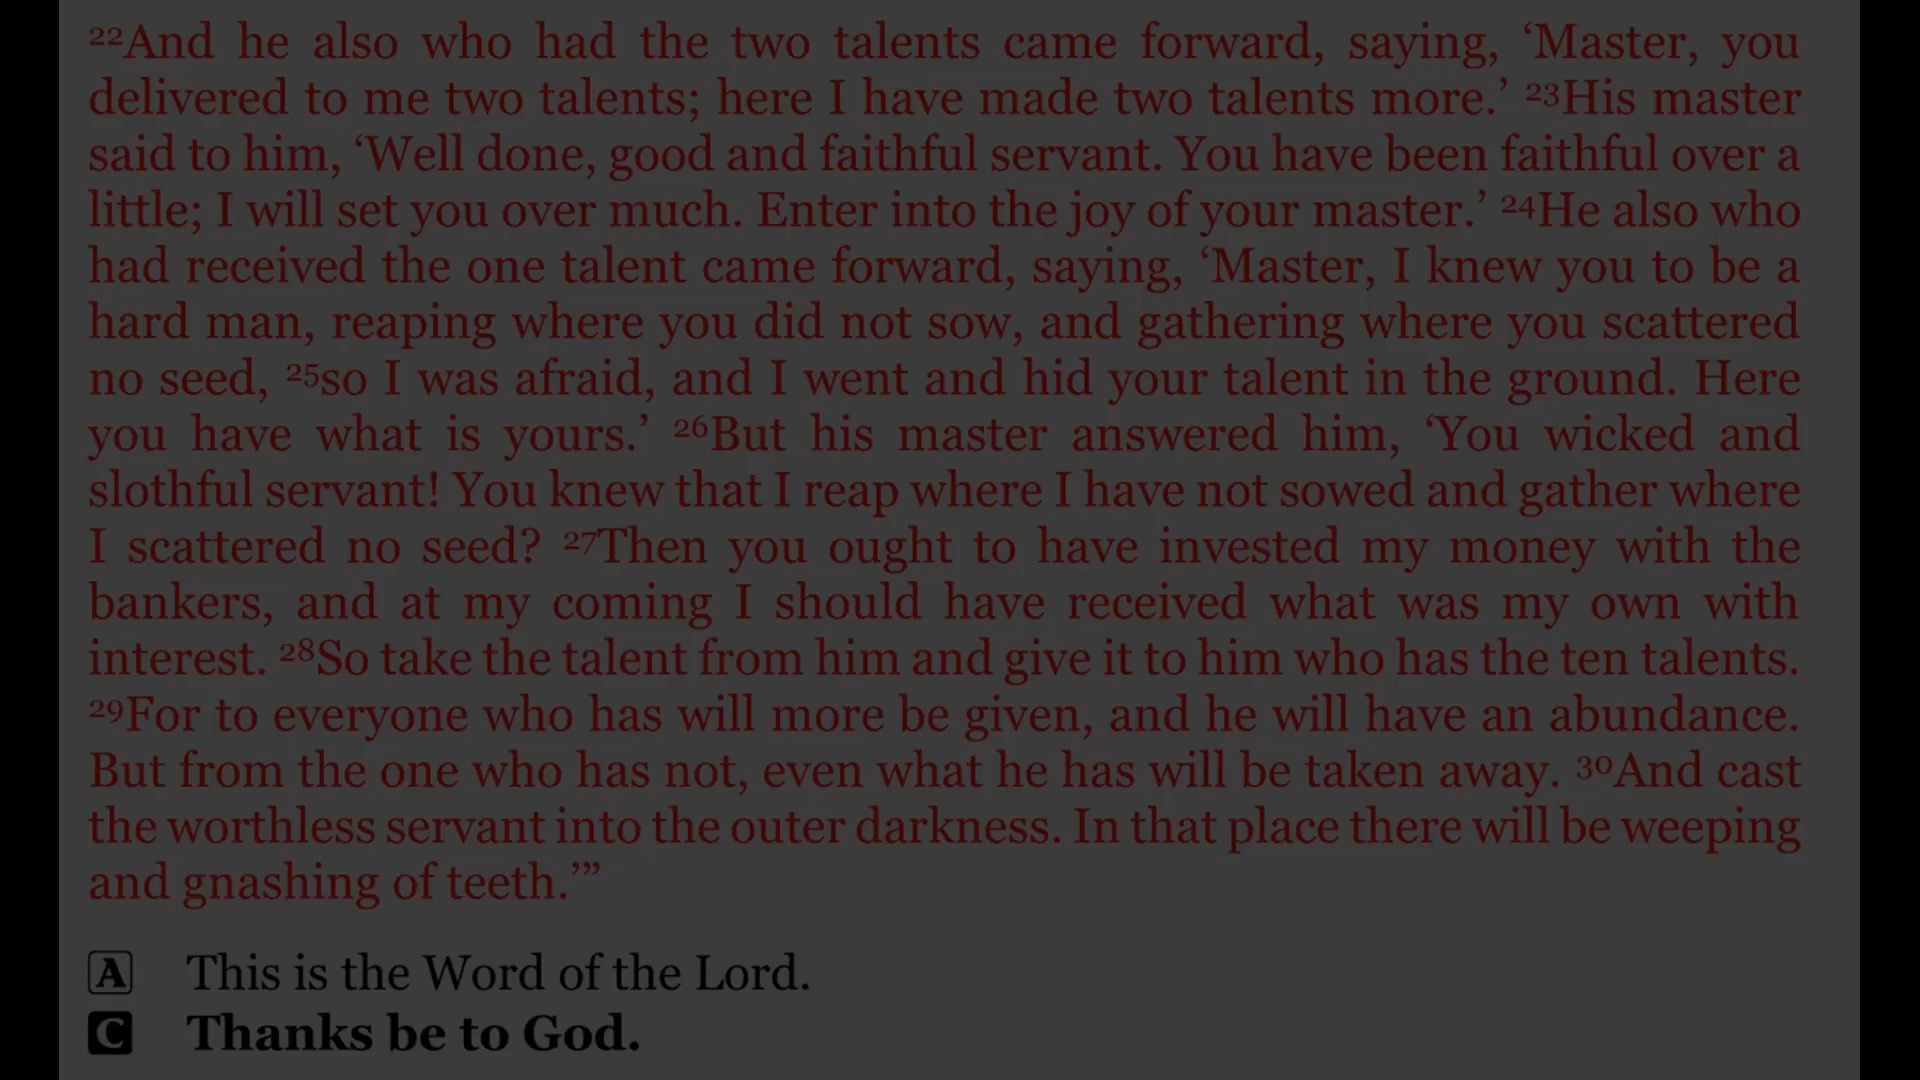 ²²And he also who had the two talents came forward, saying, ‘Master, you
delivered to me two talents; here I have made two talents more.’ ²³His master
said to him, ‘Well done, good and faithful servant. You have been faithful over a
little; I will set you over much. Enter into the joy of your master.’ ²⁴He also who
had received the one talent came forward, saying, ‘Master, I knew you to be a
hard man, reaping where you did not sow, and gathering where you scattered
no seed, ²⁵so I was afraid, and I went and hid your talent in the ground. Here
you have what is yours.’ ²⁶But his master answered him, ‘You wicked and
slothful servant! You knew that I reap where I have not sowed and gather where
I scattered no seed? ²⁷Then you ought to have invested my money with the
bankers, and at my coming I should have received what was my own with
interest. ²⁸So take the talent from him and give it to him who has the ten talents.
²⁹For to everyone who has will more be given, and he will have an abundance.
But from the one who has not, even what he has will be taken away. ³⁰And cast
the worthless servant into the outer darkness. In that place there will be weeping
and gnashing of teeth.’”
A This is the Word of the Lord.
C Thanks be to God.